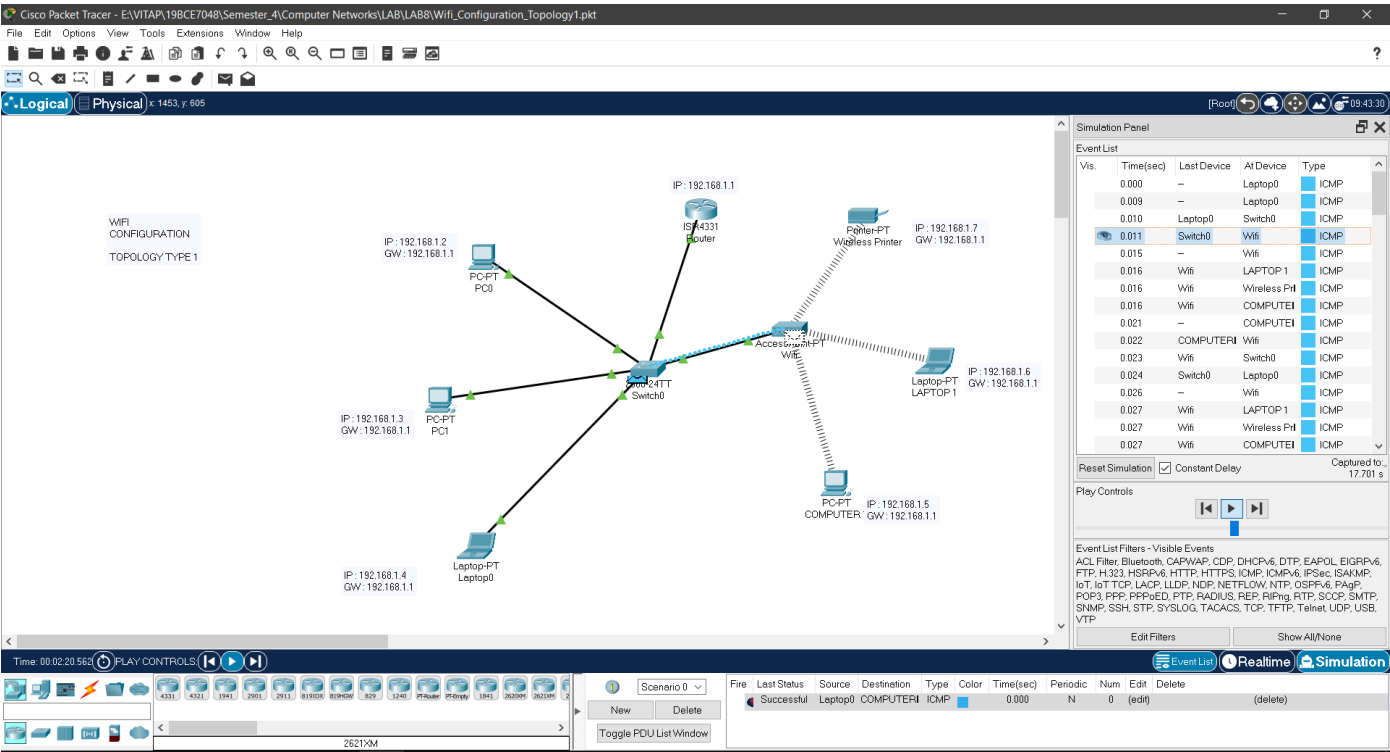 Cisco Packet Tracer - E:\VITAP\19BCE7048\Semester_4\Computer Networks\LAB\LAB8\Wifi_Configuration_Topology1.pkt
File Edit Options View Tools Extensions Window Help
?
Logical Physical x: 1453, y: 605 [Root] 09:43:30
Simulation Panel
Event List
Vis. Time(sec) Last Device At Device Type
0.000 -- Laptop0 ICMP
0.009 -- Laptop0 ICMP
0.010 Laptop0 Switch0 ICMP
0.011 Switch0 Wifi ICMP
0.015 -- Wifi ICMP
0.016 Wifi LAPTOP 1 ICMP
0.016 Wifi Wireless Pri ICMP
0.016 Wifi COMPUTEI ICMP
0.021 -- COMPUTEI ICMP
0.022 COMPUTERI Wifi ICMP
0.023 Wifi Switch0 ICMP
0.024 Switch0 Laptop0 ICMP
0.026 -- Wifi ICMP
0.027 Wifi LAPTOP 1 ICMP
0.027 Wifi Wireless Pri ICMP
0.027 Wifi COMPUTEI ICMP
Reset Simulation Constant Delay Captured to:
17.701 s
Play Controls
Event List Filters - Visible Events
ACL Filter, Bluetooth, CAPWAP, CDP, DHCPv6, DTP, EAPOL, EIGRPv6,
FTP, H.323, HSRPv6, HTTP, HTTPS, ICMP, ICMPv6, IPSec, ISAKMP,
IoT, IoT TCP, LACP, LLDP, NDP, NETFLOW, NTP, OSPFv6, PAgP,
POP3, PPP, PPPoED, PTP, RADIUS, REP, RIPng, RTP, SCCP, SMTP,
SNMP, SSH, STP, SYSLOG, TACACS, TCP, TFTP, Telnet, UDP, USB,
VTP
Edit Filters Show All/None
WIFI
CONFIGURATION
TOPOLOGY TYPE 1
IP : 192.168.1.1
ISR4331
Router
IP : 192.168.1.2
GW : 192.168.1.1
PC-PT
PC0
Printer-PT
Wireless Printer
IP : 192.168.1.7
GW : 192.168.1.1
AccessPoint-PT
Wifi
2960-24TT
Switch0
Laptop-PT
LAPTOP 1
IP : 192.168.1.6
GW : 192.168.1.1
IP : 192.168.1.3
GW : 192.168.1.1
PC-PT
PC1
PC-PT
COMPUTER
IP : 192.168.1.5
GW : 192.168.1.1
Laptop-PT
Laptop0
IP : 192.168.1.4
GW : 192.168.1.1
Time: 00:02:20.562 PLAY CONTROLS: Event List Realtime Simulation
4331 4321 1941 2901 2911 819IOX 819HGW 829 1240 PT-Router PT-Empty 1841 2620XM 2621XM 2
2621XM
Scenario 0
New Delete
Toggle PDU List Window
Fire Last Status Source Destination Type Color Time(sec) Periodic Num Edit Delete
Successful Laptop0 COMPUTERI ICMP 0.000 N 0 (edit) (delete)